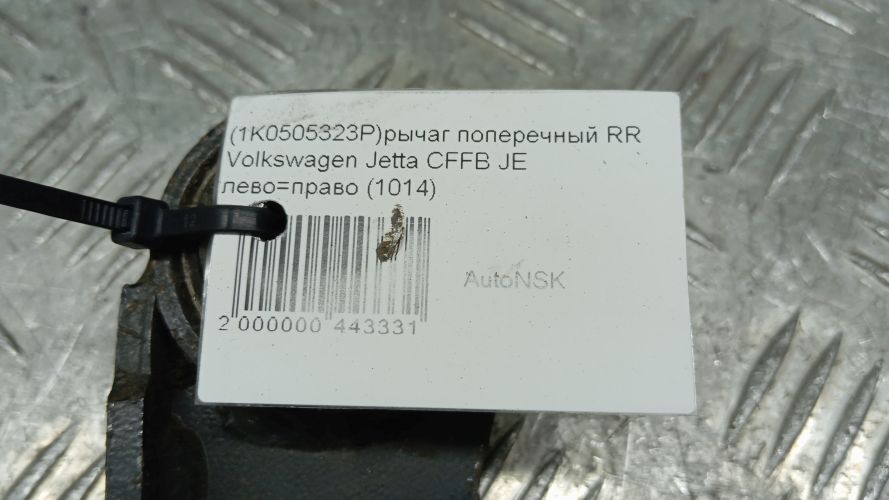 (1K0505323P)рычаг поперечный RR
Volkswagen Jetta CFFB JE
лево=право (1014)
AutoNSK
2 000000 443331